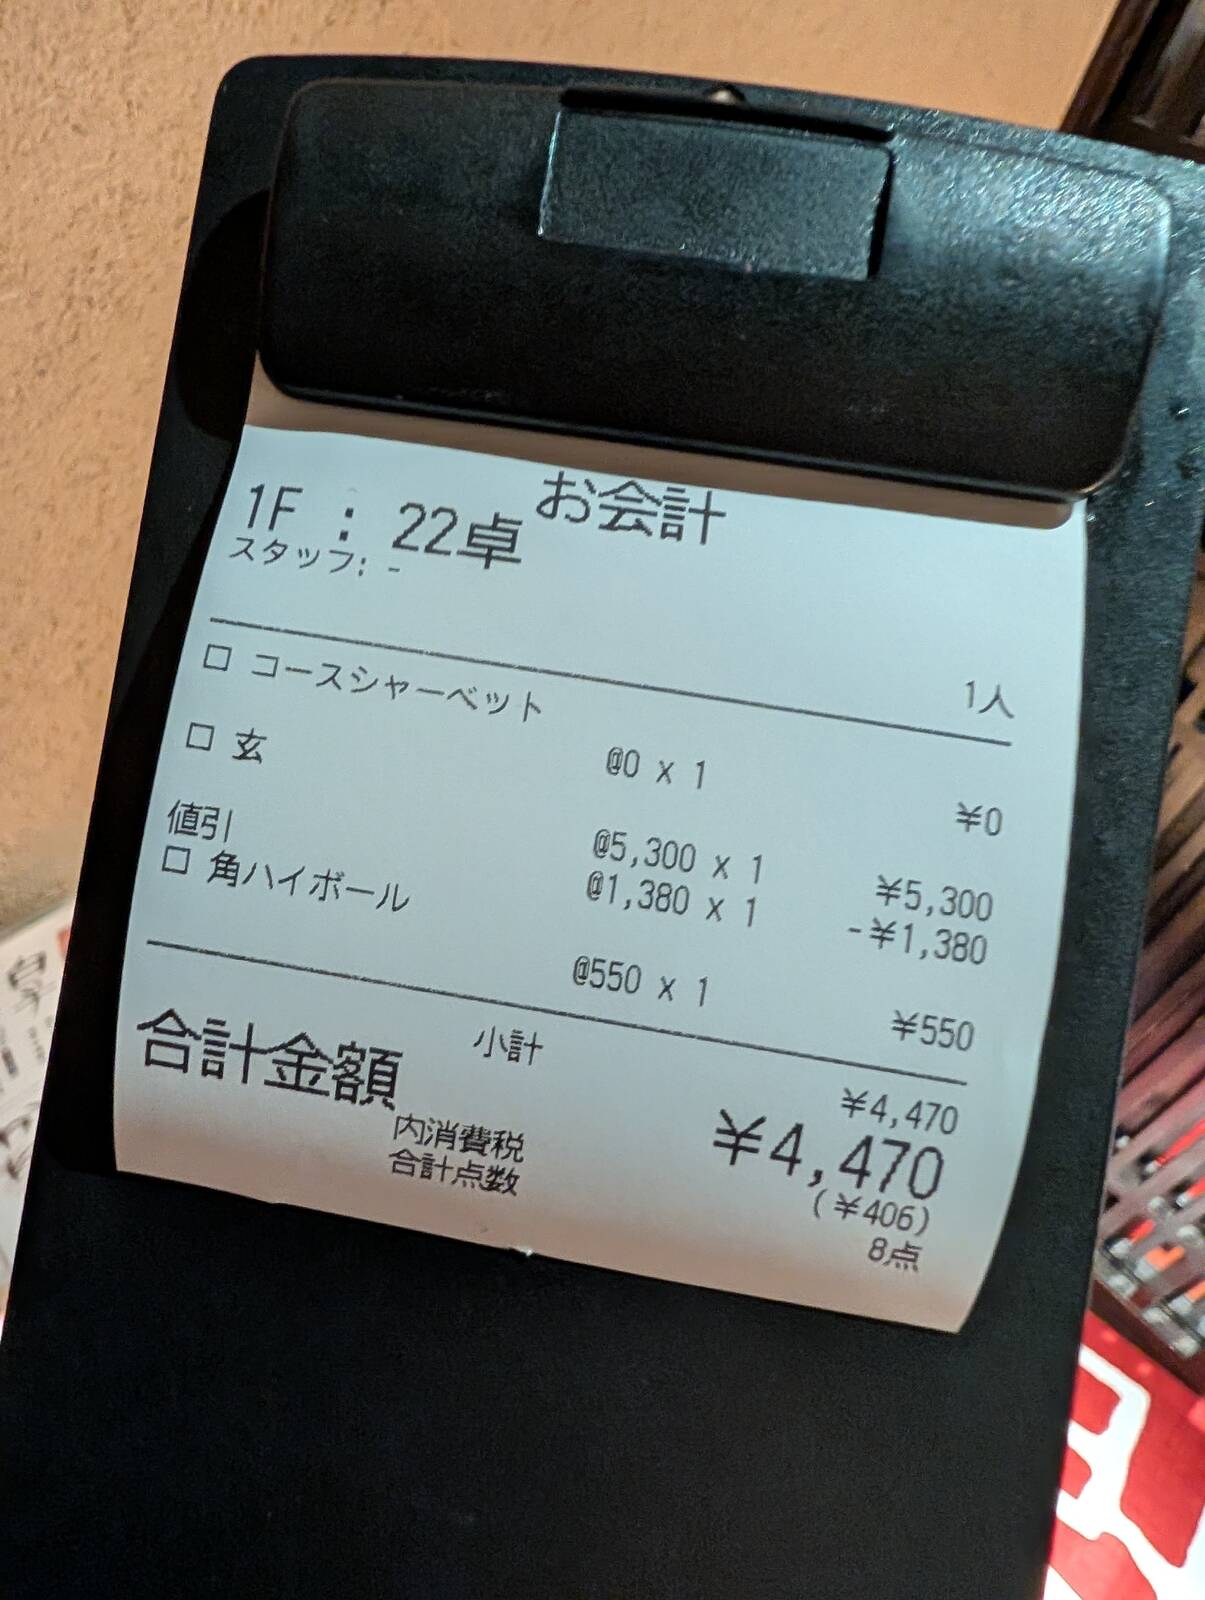 お会計
1F : 22卓
スタッフ: -
1人
□ コースシャーベット
@0 x 1 ¥0
□ 玄
@5,300 x 1 ¥5,300
値引 @1,380 x 1 -¥1,380
□ 角ハイボール
@550 x 1 ¥550
小計 ¥4,470
合計金額 ¥4,470
内消費税 (¥406)
合計点数 8点